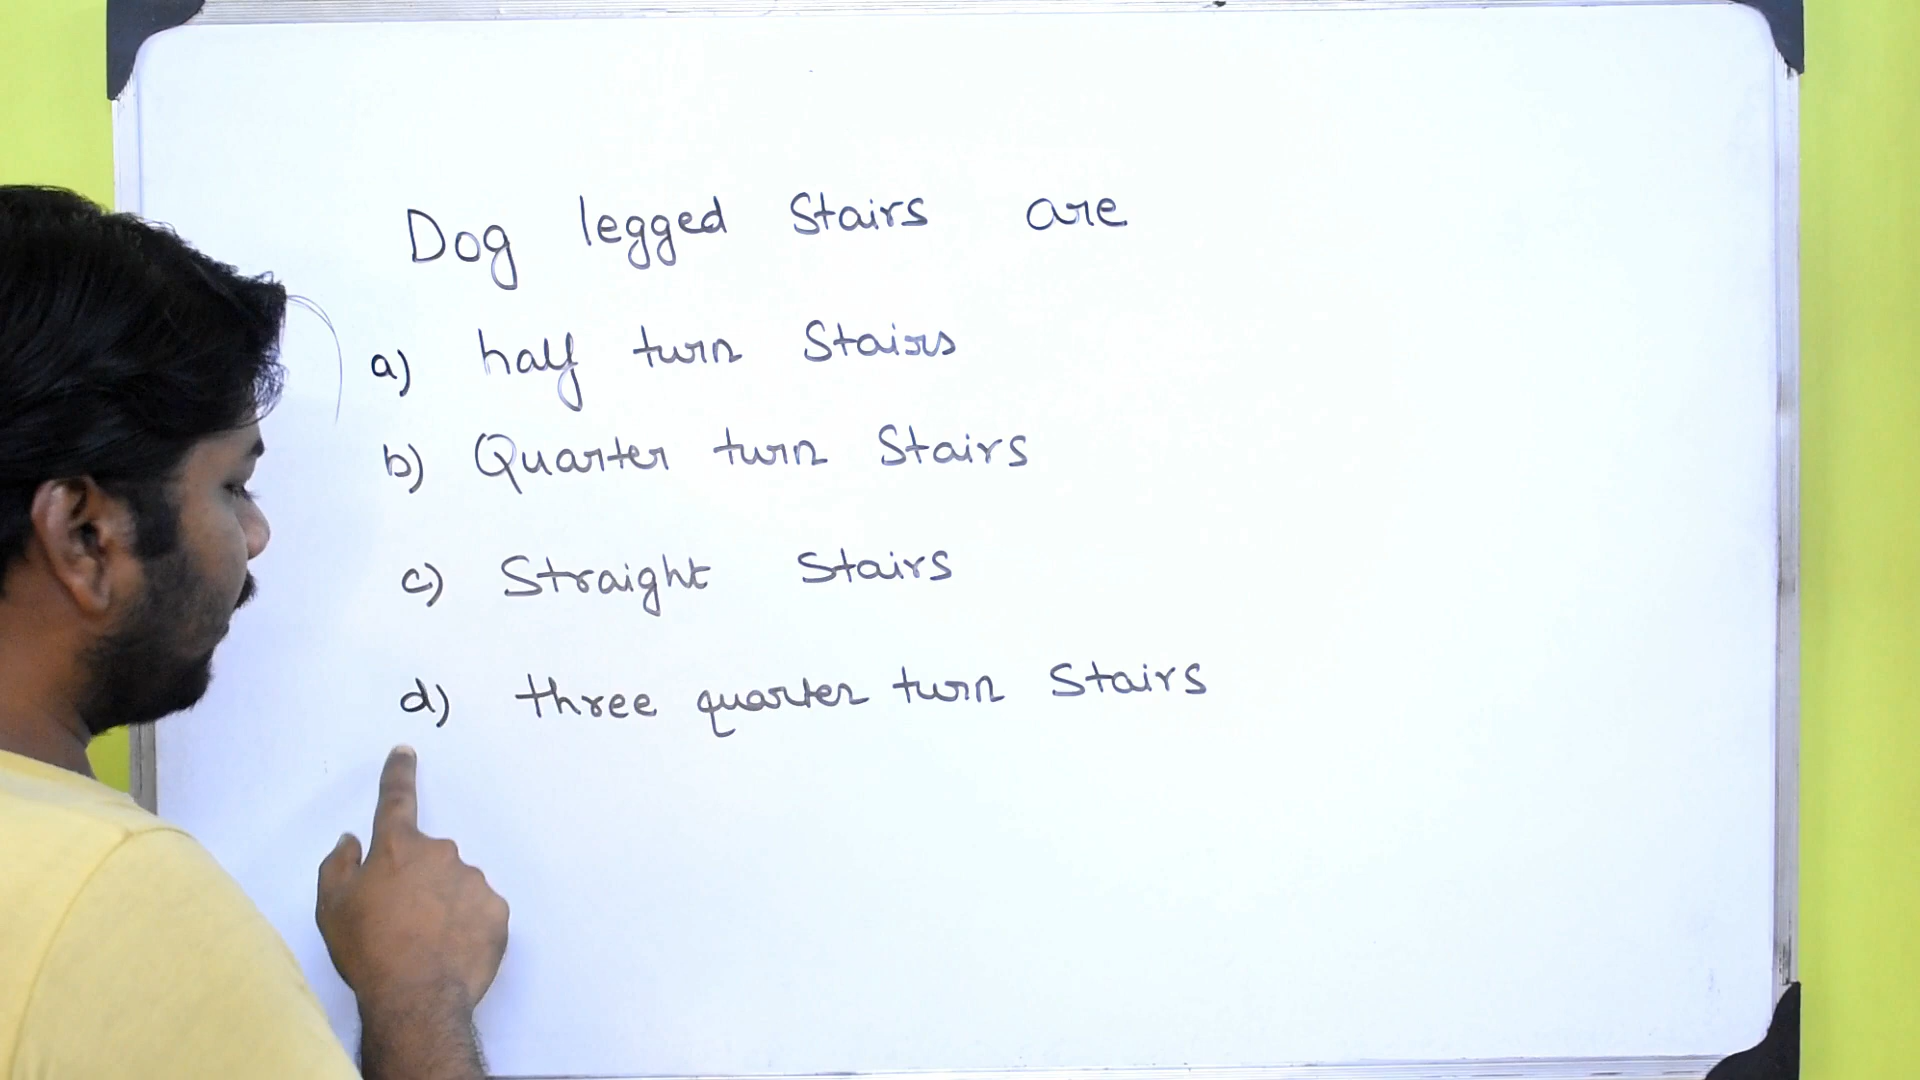 Dog legged Stairs are
a) half turn Stairs
b) Quarter turn Stairs
c) Straight Stairs
d) three quarter turn Stairs